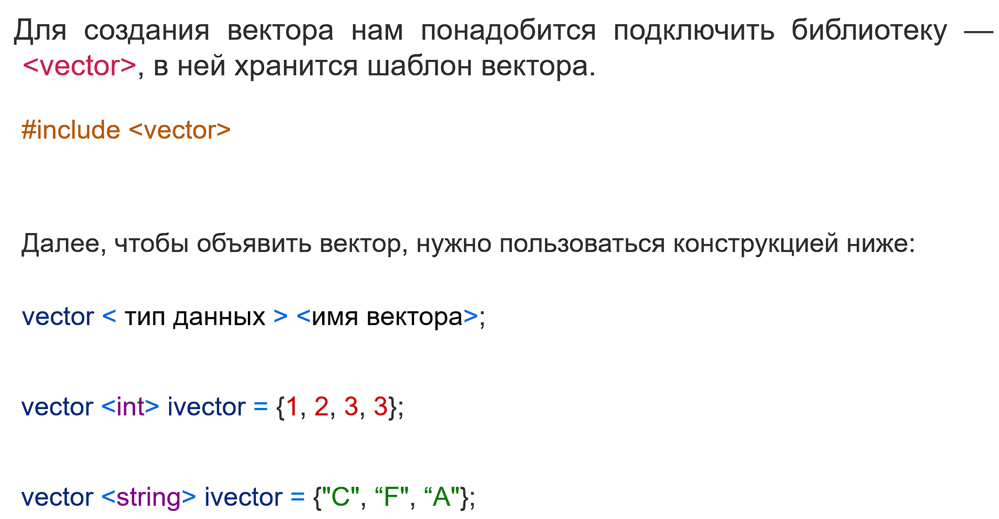 Для создания вектора нам понадобится подключить библиотеку —
<vector>, в ней хранится шаблон вектора.
#include <vector>
Далее, чтобы объявить вектор, нужно пользоваться конструкцией ниже:
vector < тип данных > <имя вектора>;
vector <int> ivector = {1, 2, 3, 3};
vector <string> ivector = {"C", “F", “A"};